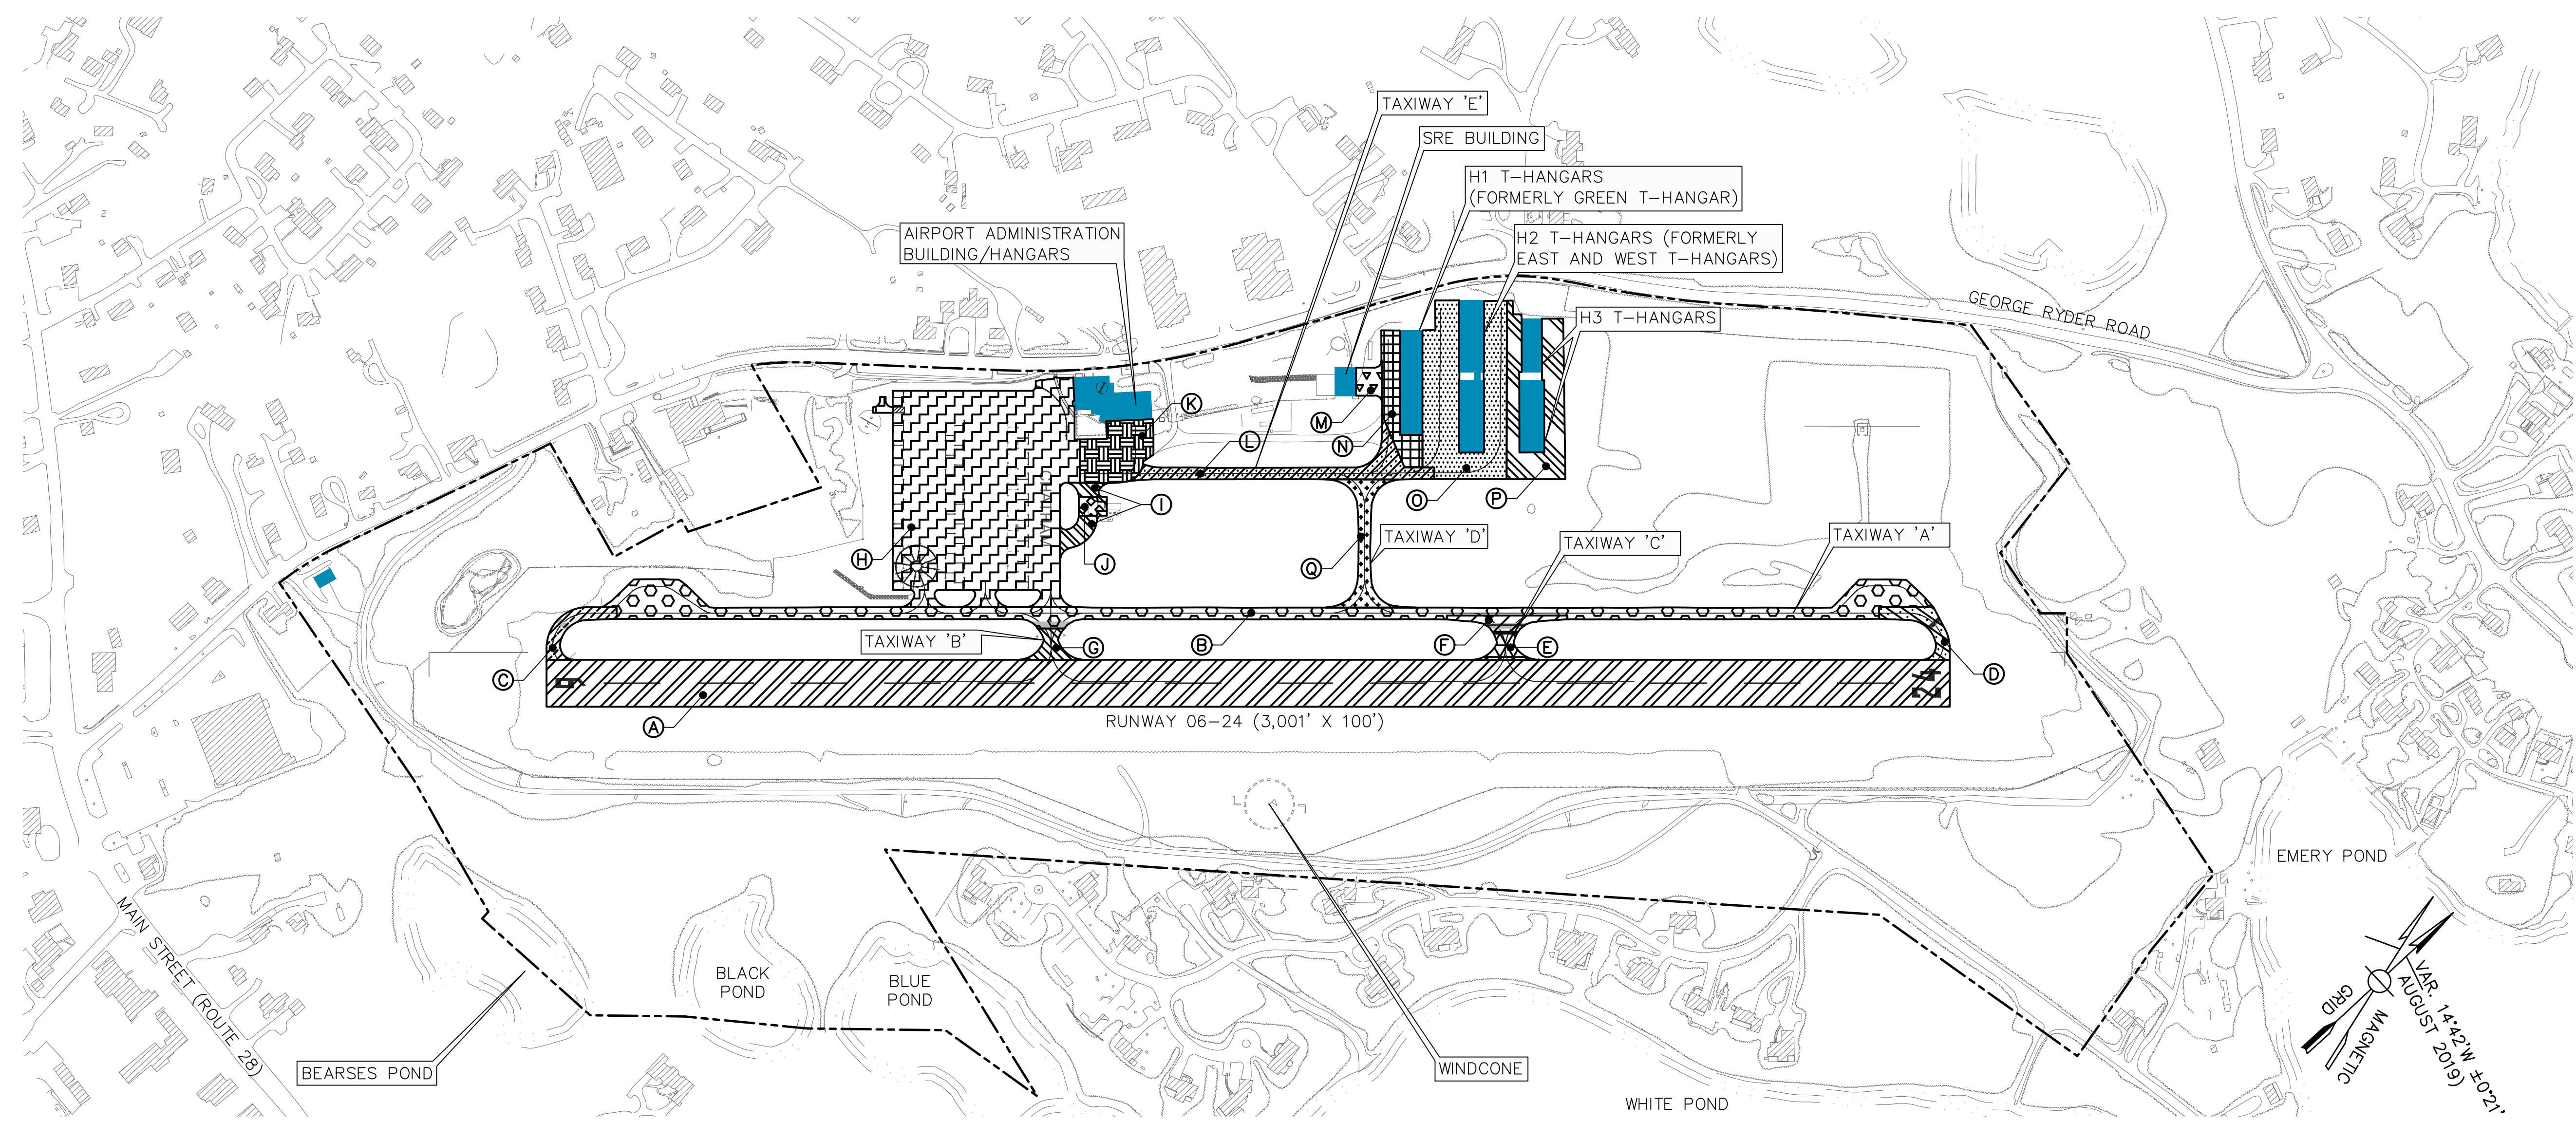 TAXIWAY 'E'
SRE BUILDING
H1 T-HANGARS
(FORMERLY GREEN T-HANGAR)
AIRPORT ADMINISTRATION
BUILDING/HANGARS
H2 T-HANGARS (FORMERLY
EAST AND WEST T-HANGARS)
GEORGE RYDER ROAD
H3 T-HANGARS
K
M
L
N
O
P
I
CHATHAM
H
J
Q
TAXIWAY 'D'
TAXIWAY 'C'
TAXIWAY 'A'
TAXIWAY 'B'
G
B
F
E
C
D
24
A
RUNWAY 06-24 (3,001' X 100')
EMERY POND
MAIN STREET (ROUTE 28)
BLACK
POND
BLUE
POND
BEARSES POND
WINDCONE
WHITE POND
GRID
MAGNETIC
VAR. 14°42'W ±0°21'
AUGUST 2019)